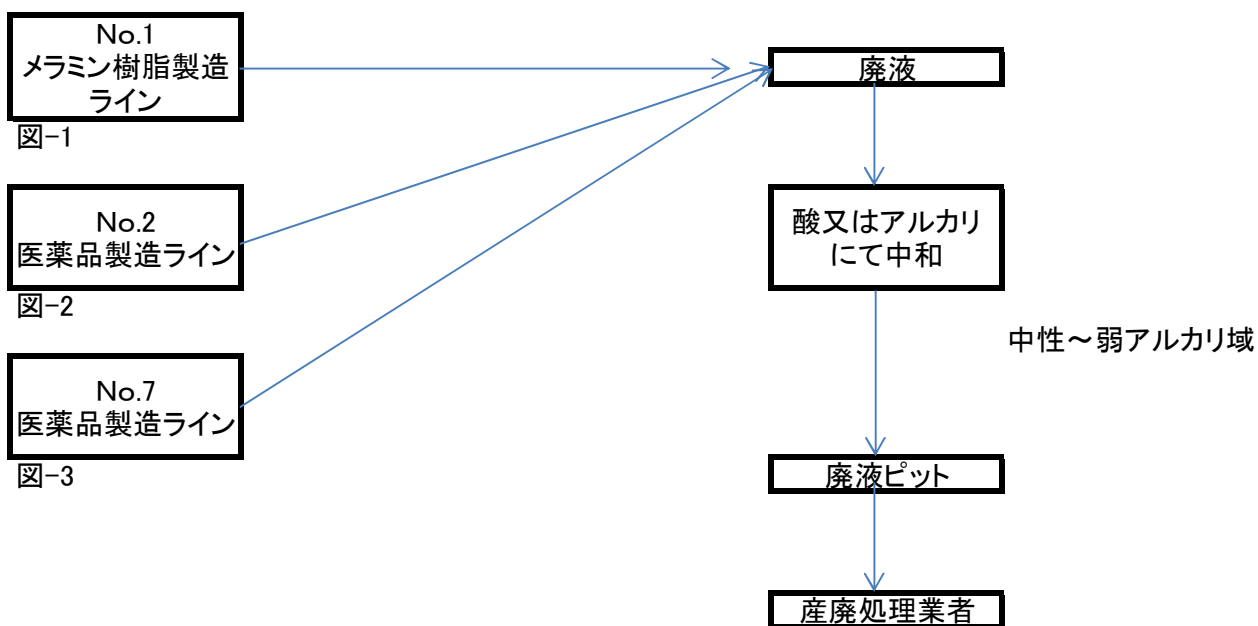 No.1
メラミン樹脂製造
ライン
図-1
No.2
医薬品製造ライン
図-2
No.7
医薬品製造ライン
図-3
廃液
酸又はアルカリ
にて中和
中性～弱アルカリ域
廃液ピット
産廃処理業者